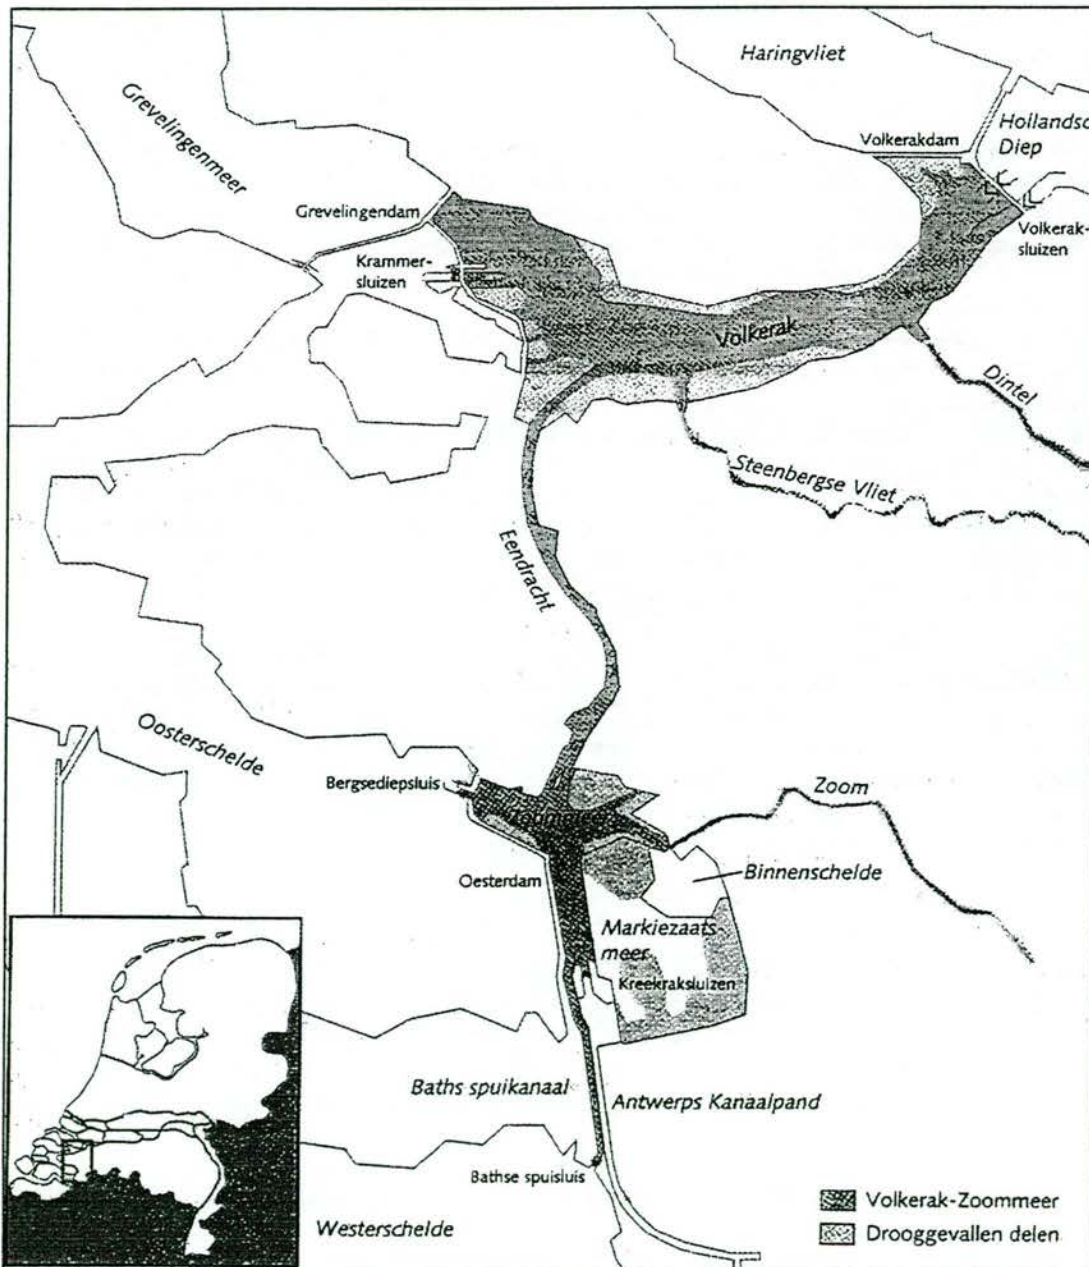 Haringvliet
Grevelingenmeer
Volkerakdam
Hollandsc
Diep
Grevelingendam
Volkerak-
sluizen
Krammer-
sluizen
Volkerak
Dintel
Steenbergse Vliet
Eendracht
Oosterschelde
Bergsediepsluis
Zoommeer
Zoom
Oesterdam
Binnenschelde
Markiezaats-
meer
Kreekraksluizen
Baths spuikanaal
Antwerps Kanaalpand
Bathse spuisluis
Westerschelde
Volkerak-Zoommeer
Drooggevallen delen